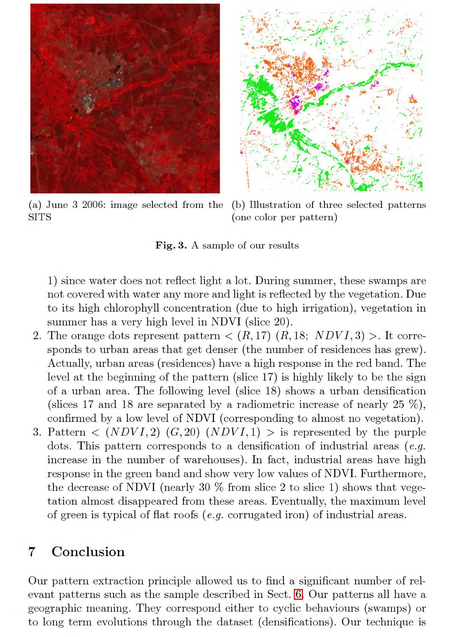 (a) June 3 2006: image selected from the
SITS
(b) Illustration of three selected patterns
(one color per pattern)
Fig. 3. A sample of our results
1) since water does not reflect light a lot. During summer, these swamps are
not covered with water any more and light is reflected by the vegetation. Due
to its high chlorophyll concentration (due to high irrigation), vegetation in
summer has a very high level in NDVI (slice 20).
2. The orange dots represent pattern < (R, 17) (R, 18; NDVI, 3) >. It corre-
sponds to urban areas that get denser (the number of residences has grew).
Actually, urban areas (residences) have a high response in the red band. The
level at the beginning of the pattern (slice 17) is highly likely to be the sign
of a urban area. The following level (slice 18) shows a urban densification
(slices 17 and 18 are separated by a radiometric increase of nearly 25 %),
confirmed by a low level of NDVI (corresponding to almost no vegetation).
3. Pattern < (NDVI, 2) (G, 20) (NDVI, 1) > is represented by the purple
dots. This pattern corresponds to a densification of industrial areas (e.g.
increase in the number of warehouses). In fact, industrial areas have high
response in the green band and show very low values of NDVI. Furthermore,
the decrease of NDVI (nearly 30 % from slice 2 to slice 1) shows that vege-
tation almost disappeared from these areas. Eventually, the maximum level
of green is typical of flat roofs (e.g. corrugated iron) of industrial areas.
7 Conclusion
Our pattern extraction principle allowed us to find a significant number of rel-
evant patterns such as the sample described in Sect. 6. Our patterns all have a
geographic meaning. They correspond either to cyclic behaviours (swamps) or
to long term evolutions through the dataset (densifications). Our technique is